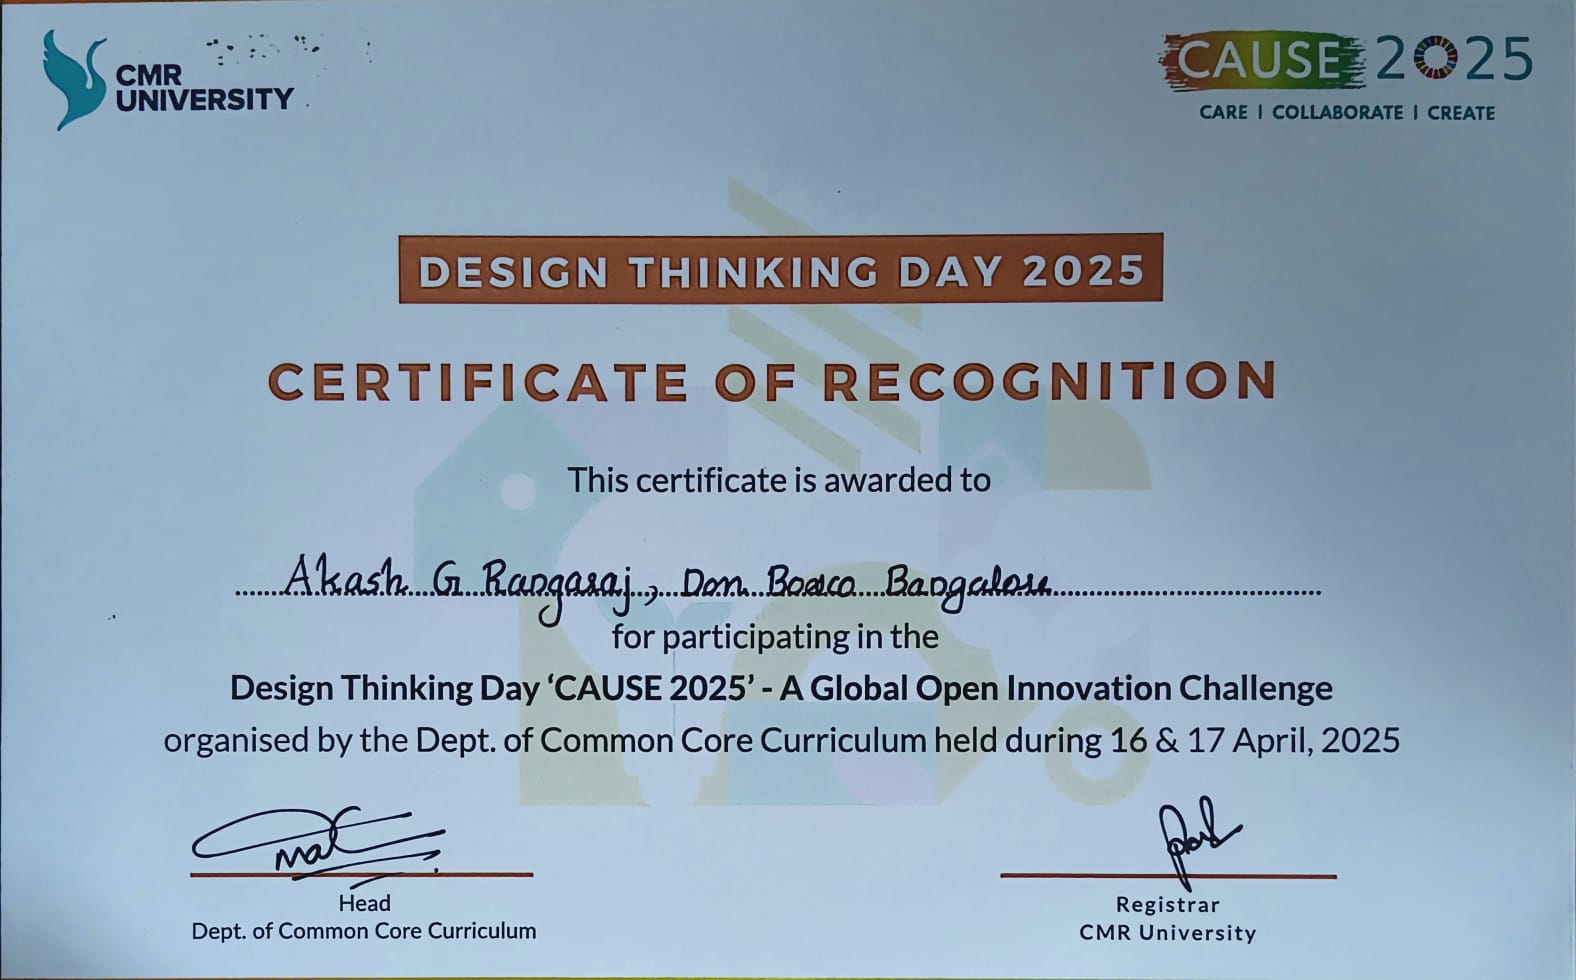 CMR
UNIVERSITY
CAUSE 2025
CARE | COLLABORATE | CREATE
DESIGN THINKING DAY 2025
CERTIFICATE OF RECOGNITION
This certificate is awarded to
Akash G Rangaraj, Don Bosco Bangalore
for participating in the
Design Thinking Day ‘CAUSE 2025’ - A Global Open Innovation Challenge
organised by the Dept. of Common Core Curriculum held during 16 & 17 April, 2025
Head
Dept. of Common Core Curriculum
Registrar
CMR University